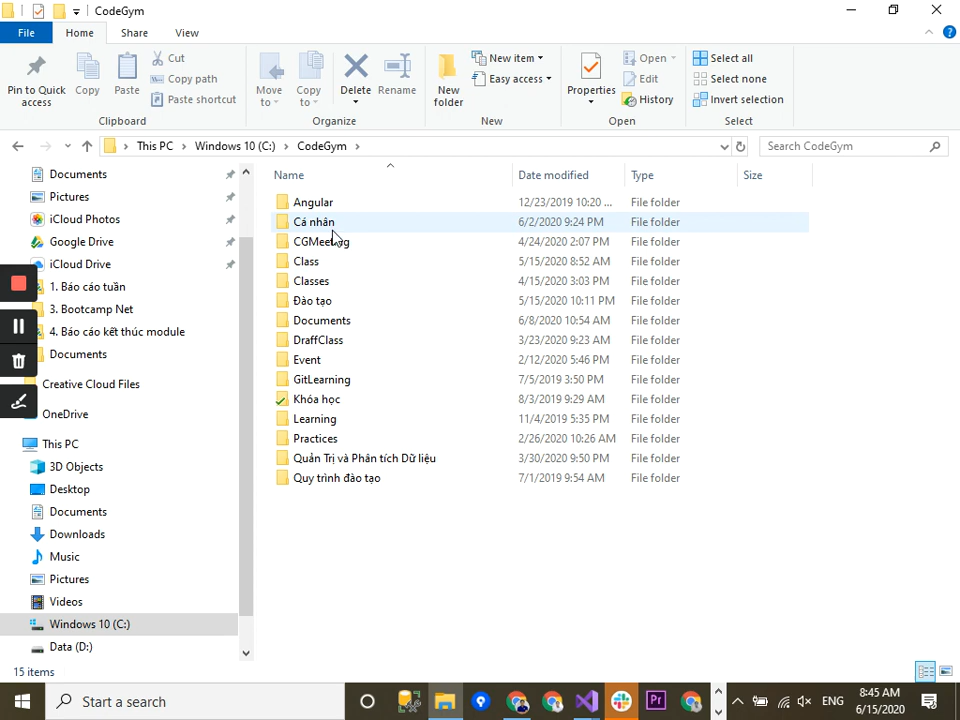 CodeGym
File Home Share View
Pin to Quick access
Copy
Paste
Cut
Copy path
Paste shortcut
Clipboard
Move to
Copy to
Delete
Rename
Organize
New folder
New item
Easy access
New
Properties
Open
Edit
History
Open
Select all
Select none
Invert selection
Select
This PC Windows 10 (C:) CodeGym
Search CodeGym
Documents
Pictures
iCloud Photos
Google Drive
iCloud Drive
1. Báo cáo tuần
3. Bootcamp Net
4. Báo cáo kết thúc module
Documents
Creative Cloud Files
OneDrive
This PC
3D Objects
Desktop
Documents
Downloads
Music
Pictures
Videos
Windows 10 (C:)
Data (D:)
Name Date modified Type Size
Angular 12/23/2019 10:20 ... File folder
Cá nhân 6/2/2020 9:24 PM File folder
CGMeeting 4/24/2020 2:07 PM File folder
Class 5/15/2020 8:52 AM File folder
Classes 4/15/2020 3:03 PM File folder
Đào tạo 5/15/2020 10:11 PM File folder
Documents 6/8/2020 10:54 AM File folder
DraffClass 3/23/2020 9:23 AM File folder
Event 2/12/2020 5:46 PM File folder
GitLearning 7/5/2019 3:50 PM File folder
Khóa học 8/3/2019 9:29 AM File folder
Learning 11/4/2019 5:35 PM File folder
Practices 2/26/2020 10:26 AM File folder
Quản Trị và Phân tích Dữ liệu 3/30/2020 9:50 PM File folder
Quy trình đào tạo 7/1/2019 9:54 AM File folder
15 items
Start a search
Pr
ENG
8:45 AM
6/15/2020